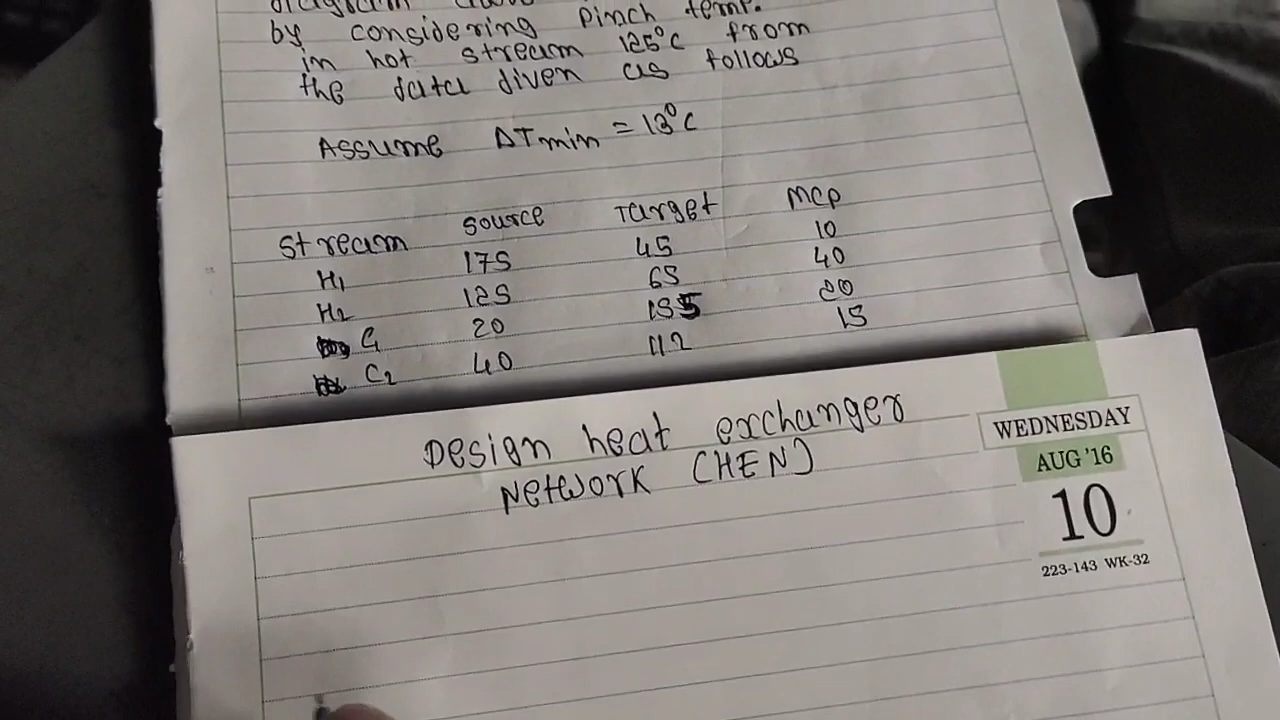 by considering pinch temp.
in hot stream 125°C from
the data given as follows
Assume ΔTmin = 13°C
Stream Source Target MCP
H1 175 45 10
H2 125 65 40
C1 20 155 20
C2 40 112 15
Design heat exchanger
Network (HEN)
WEDNESDAY
AUG '16
10
223-143 WK-32